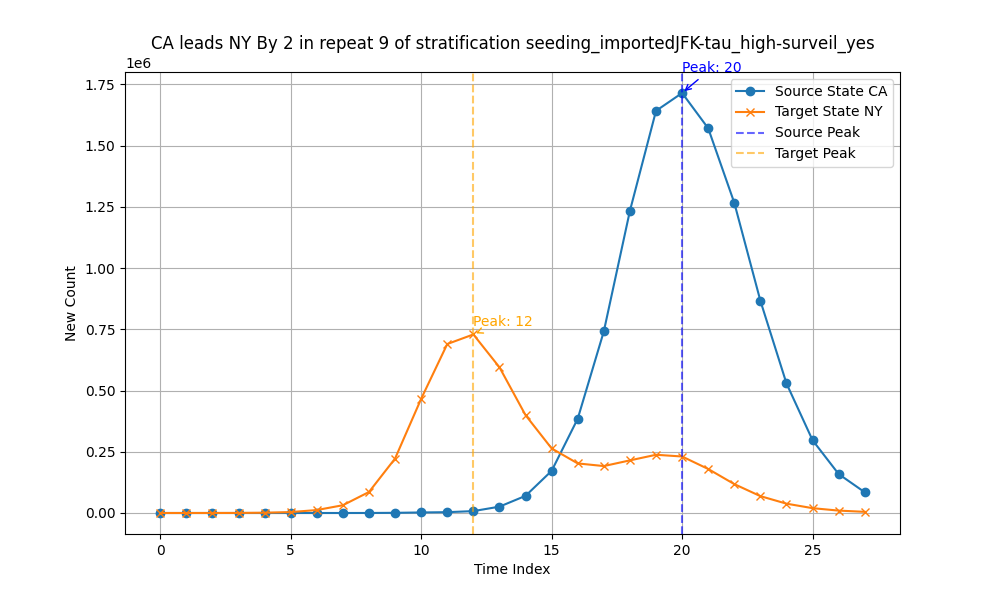 CA leads NY By 2 in repeat 9 of stratification seeding_importedJFK-tau_high-surveil_yes
1e6
Peak: 20
1.75
1.50
1.25
1.00
0.75
0.50
0.25
0.00
New Count
Source State CA
Target State NY
Source Peak
Target Peak
Peak: 12
0
5
10
15
20
25
Time Index